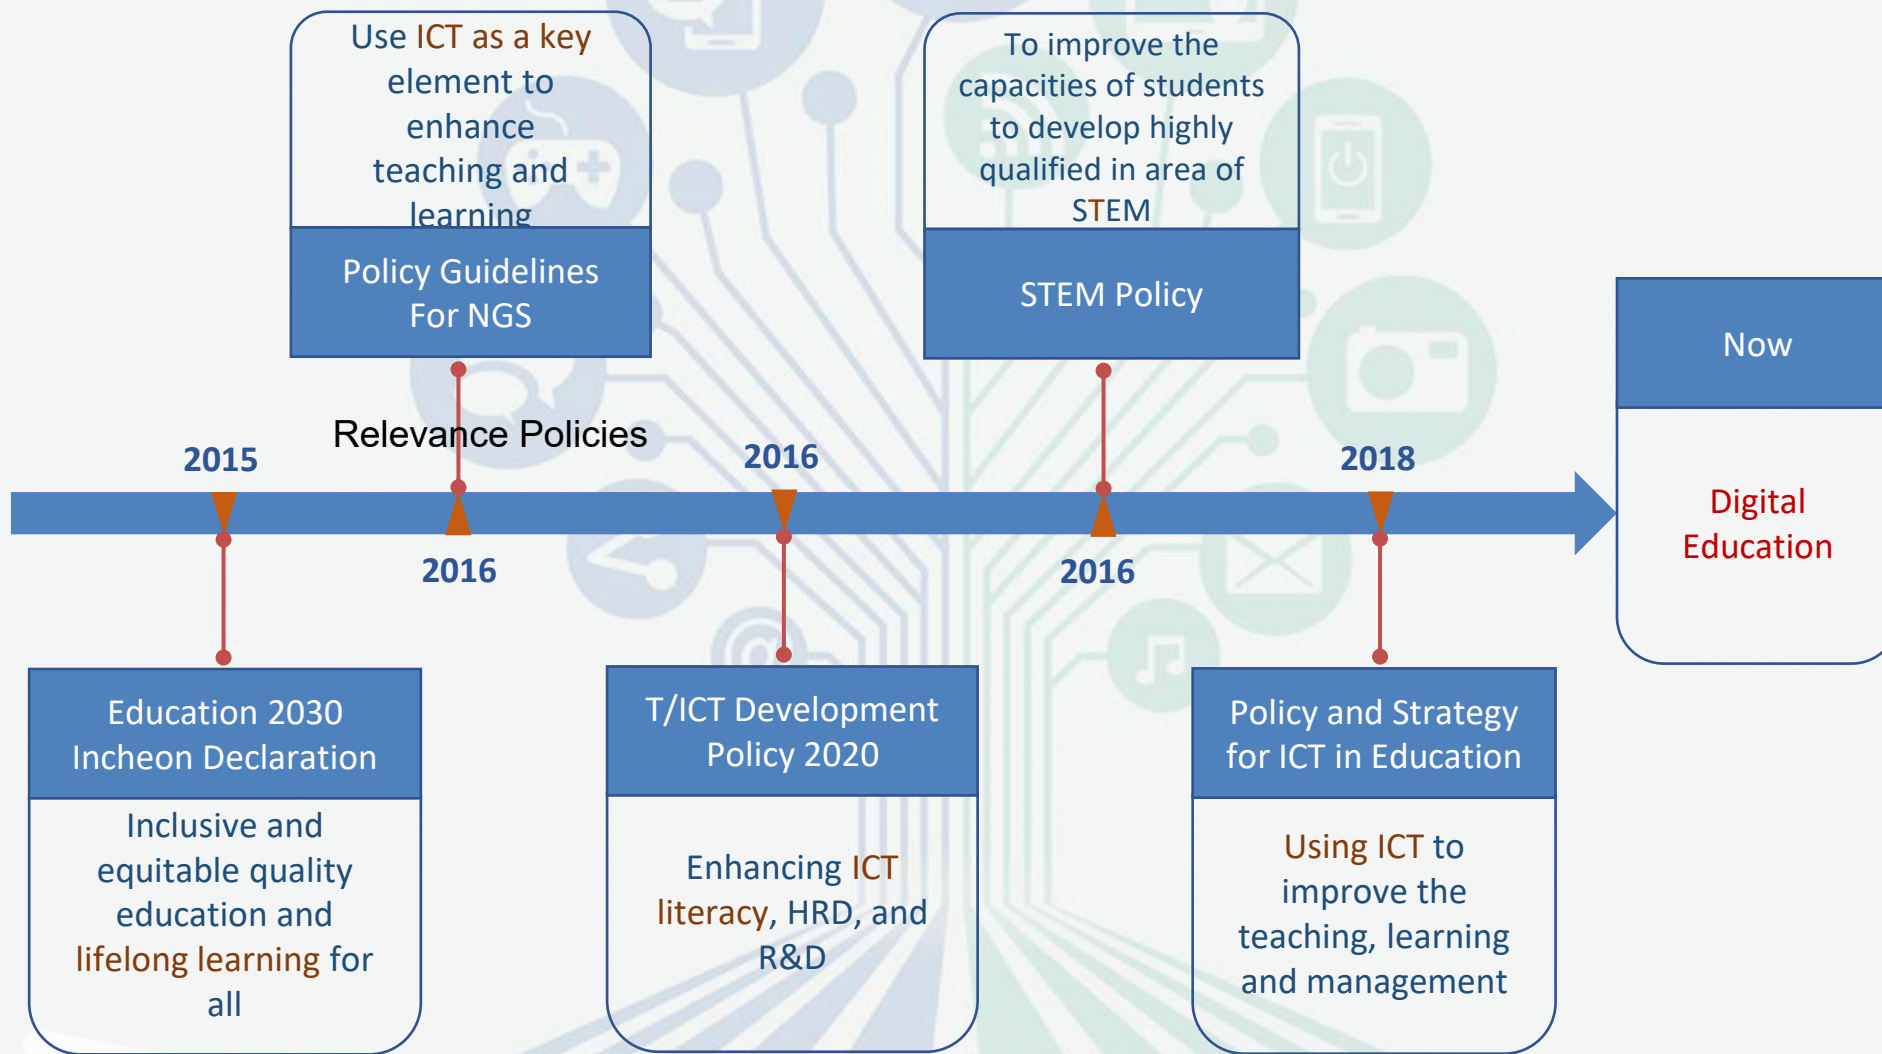 Use ICT as a key
element to
enhance
teaching and
learning
Policy Guidelines
For NGS
To improve the
capacities of students
to develop highly
qualified in area of
STEM
STEM Policy
Now
Digital
Education
Relevance Policies
2015
2016
2016
2016
2018
Education 2030
Incheon Declaration
Inclusive and
equitable quality
education and
lifelong learning for
all
T/ICT Development
Policy 2020
Enhancing ICT
literacy, HRD, and
R&D
Policy and Strategy
for ICT in Education
Using ICT to
improve the
teaching, learning
and management